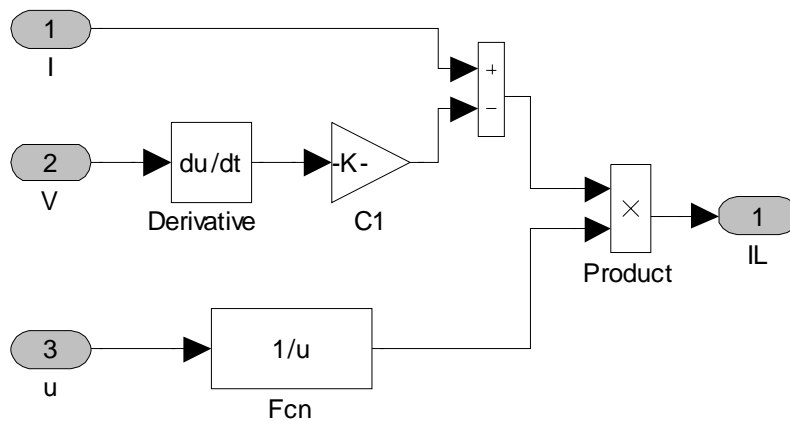 1
I
+
−
2
V
du/dt
Derivative
-K-
C1
×
Product
1
IL
3
u
1/u
Fcn